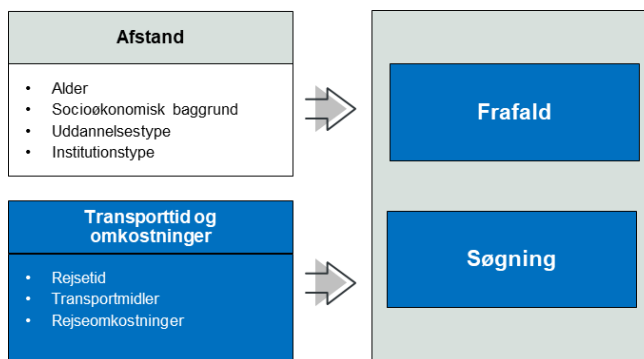 Afstand
Alder
Socioøkonomisk baggrund
Uddannelsestype
Institutionstype
Transporttid og
omkostninger
Rejsetid
Transportmidler
Rejseomkostninger
Frafald
Søgning